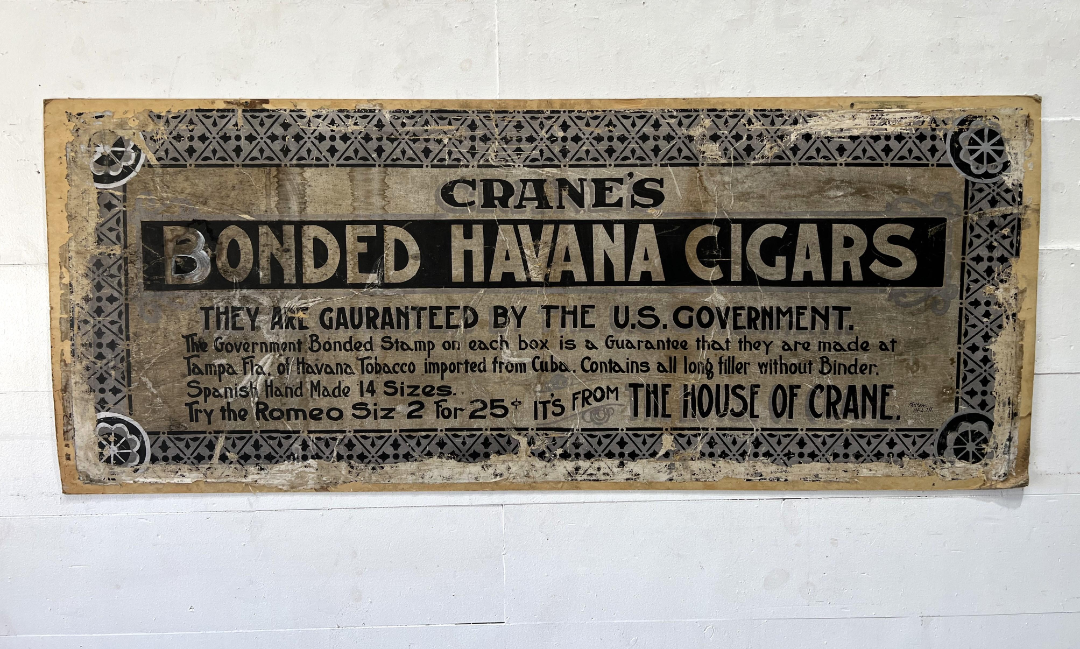 CRANE'S
BONDED HAVANA CIGARS
THEY ARE GAURANTEED BY THE U.S. GOVERNMENT.
The Government Bonded Stamp on each box is a Guarantee that they are made at
Tampa Fla. of Havana Tobacco imported from Cuba. Contains all long filler without Binder.
Spanish Hand Made 14 Sizes.
Try the Romeo Siz 2 For 25¢ IT'S FROM THE HOUSE OF CRANE.